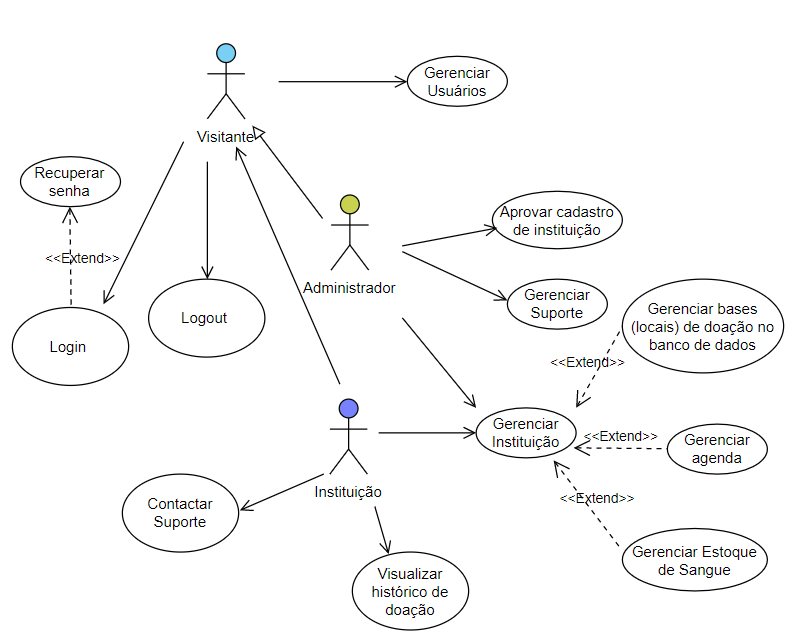 Gerenciar
Usuários
Visitante
Recuperar
senha
<<Extend>>
Login
Logout
Administrador
Aprovar cadastro
de instituição
Gerenciar
Suporte
Gerenciar bases
(locais) de doação no
banco de dados
<<Extend>>
Gerenciar
Instituição
<<Extend>>
Gerenciar
agenda
<<Extend>>
Gerenciar Estoque
de Sangue
Instituição
Contactar
Suporte
Visualizar
histórico de
doação